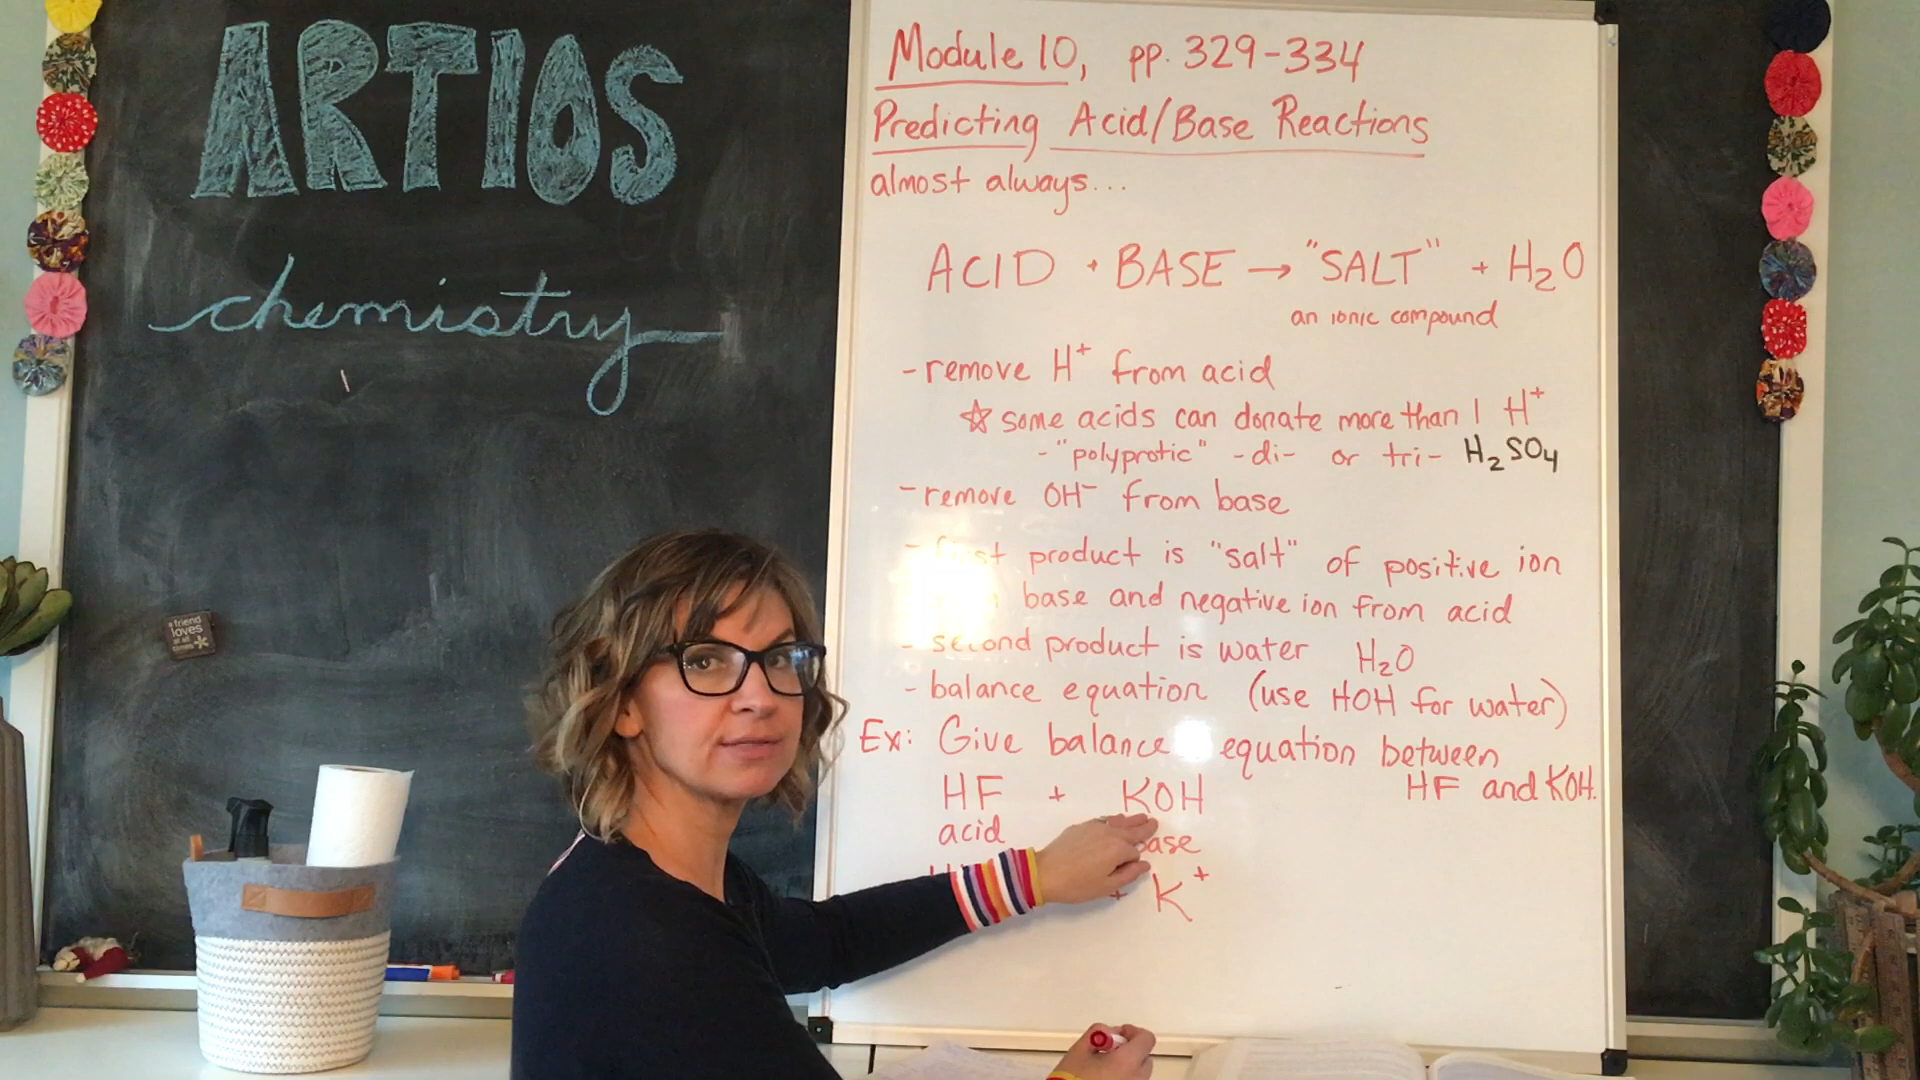 ARTIOS
chemistry
a friend
loves
at all
times
Module 10, pp. 329-334
Predicting Acid/Base Reactions
almost always...
ACID + BASE → "SALT" + H₂O
an ionic compound
- remove H⁺ from acid
☆ some acids can donate more than 1 H⁺
- "polyprotic" - di- or tri- H₂SO₄
- remove OH⁻ from base
- first product is "salt" of positive ion
base and negative ion from acid
- second product is water H₂O
- balance equation (use HOH for water)
Ex: Give balance equation between
HF and KOH.
HF + KOH
acid base
+ K⁺